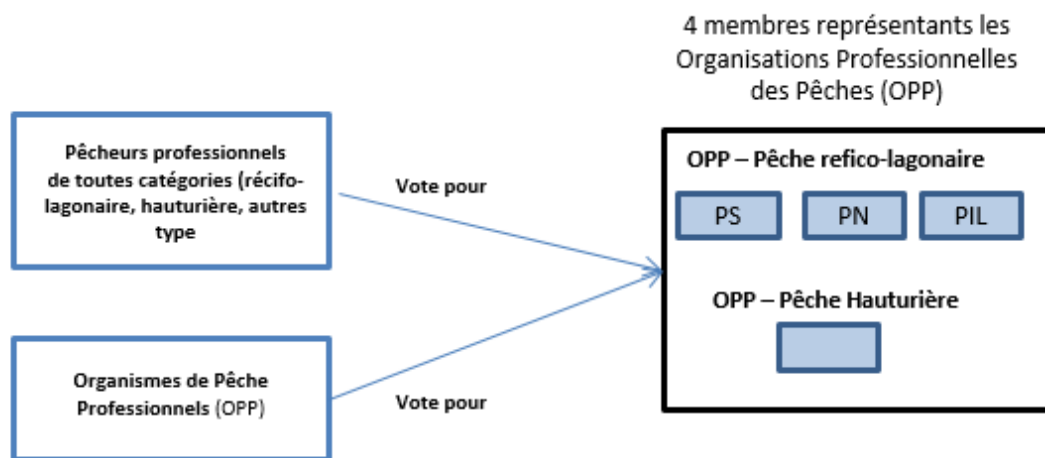 4 membres représentants les
Organisations Professionnelles
des Pêches (OPP)
Pêcheurs professionnels
de toutes catégories (récifo-
lagonaire, hauturière, autres
type
Vote pour
OPP – Pêche refico-lagonaire
PS
PN
PIL
OPP – Pêche Hauturière
Organismes de Pêche
Professionnels (OPP)
Vote pour